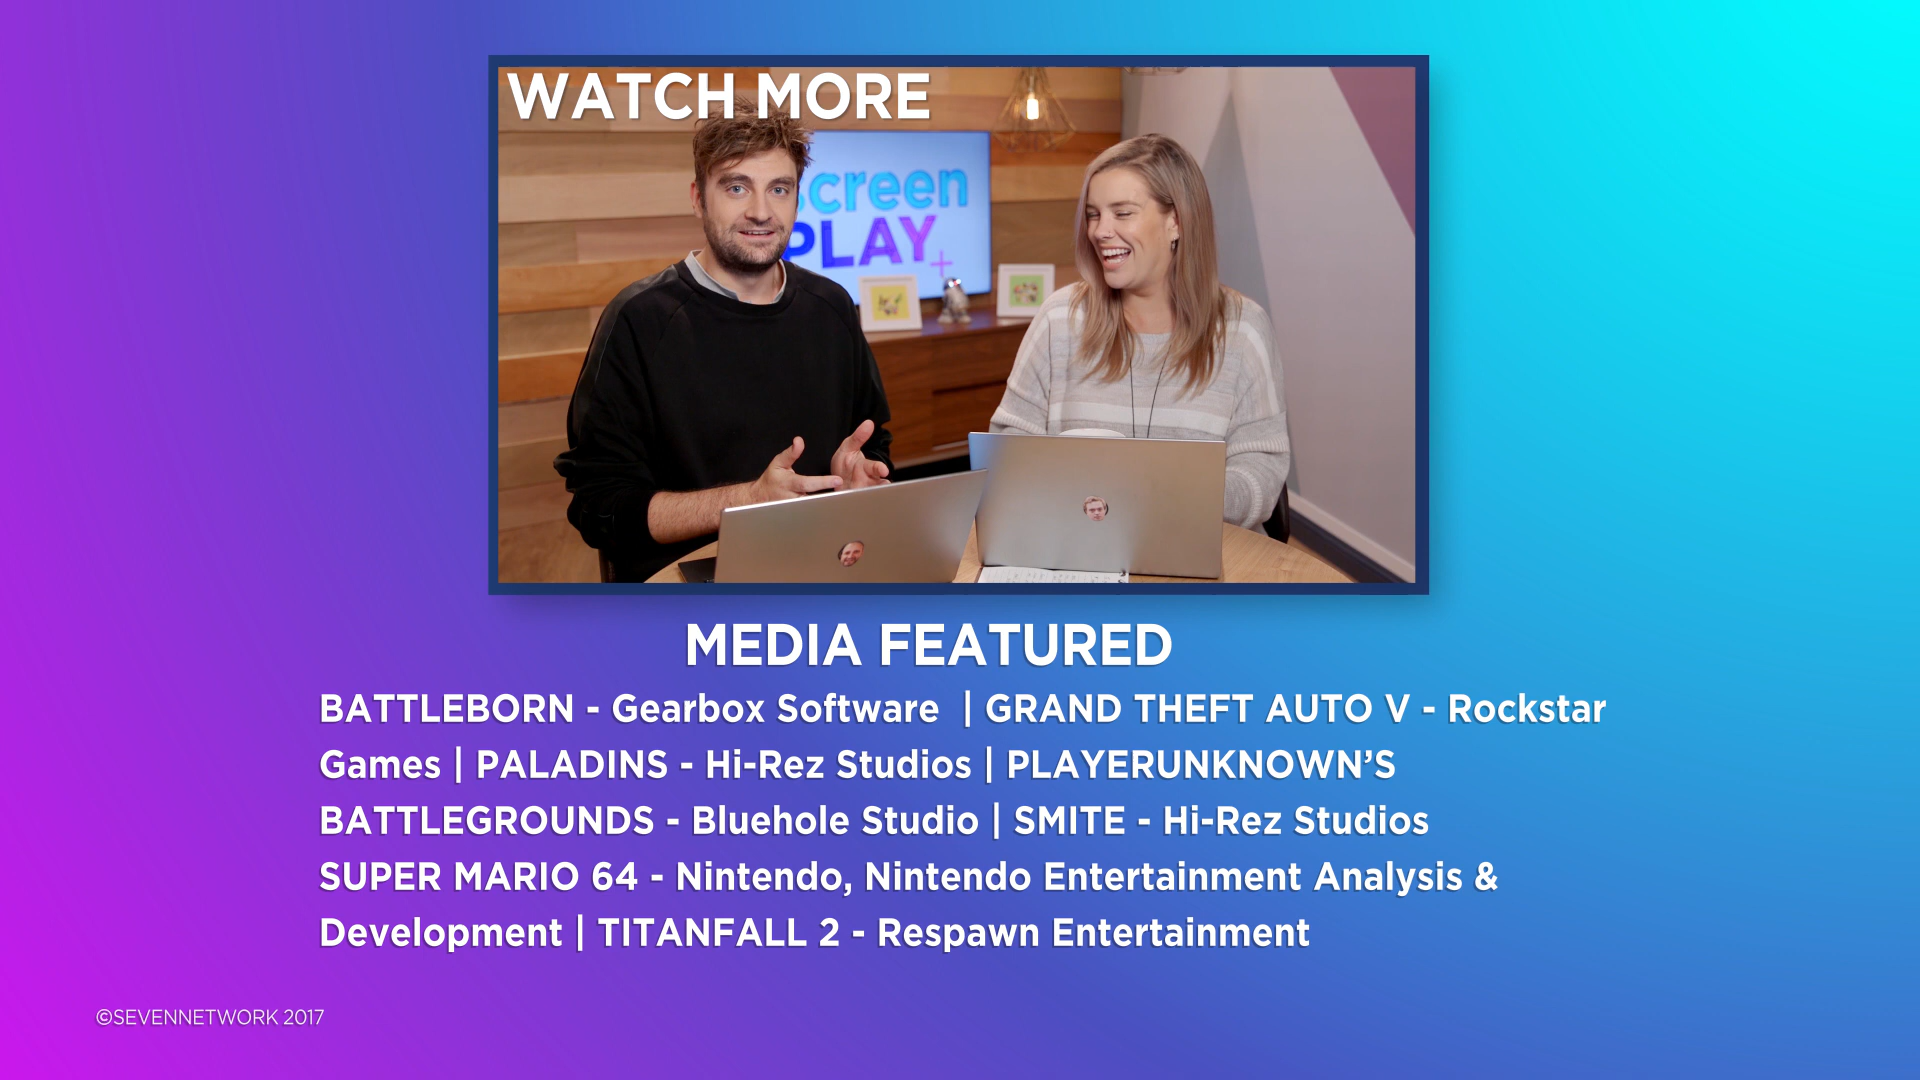 WATCH MORE
screen
PLAY+
MEDIA FEATURED
BATTLEBORN - Gearbox Software | GRAND THEFT AUTO V - Rockstar
Games | PALADINS - Hi-Rez Studios | PLAYERUNKNOWN’S
BATTLEGROUNDS - Bluehole Studio | SMITE - Hi-Rez Studios
SUPER MARIO 64 - Nintendo, Nintendo Entertainment Analysis &
Development | TITANFALL 2 - Respawn Entertainment
©SEVENNETWORK 2017